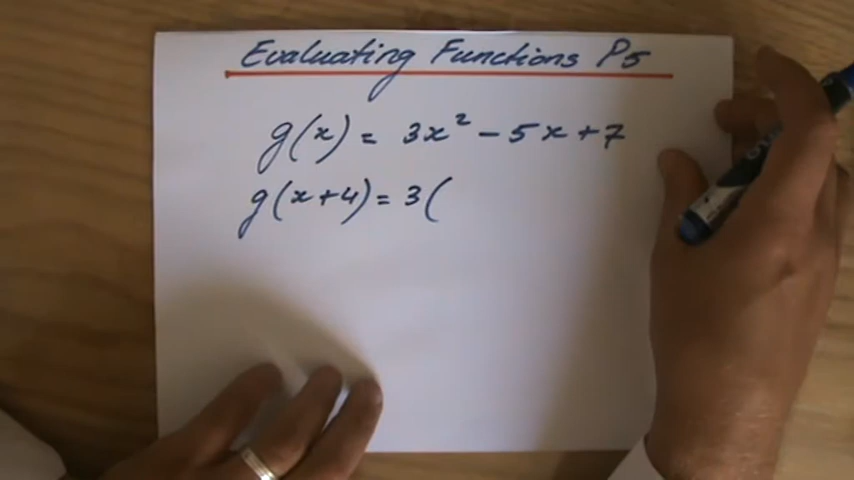 Evaluating Functions P5
g(x) = 3x² - 5x + 7
g(x+4) = 3(